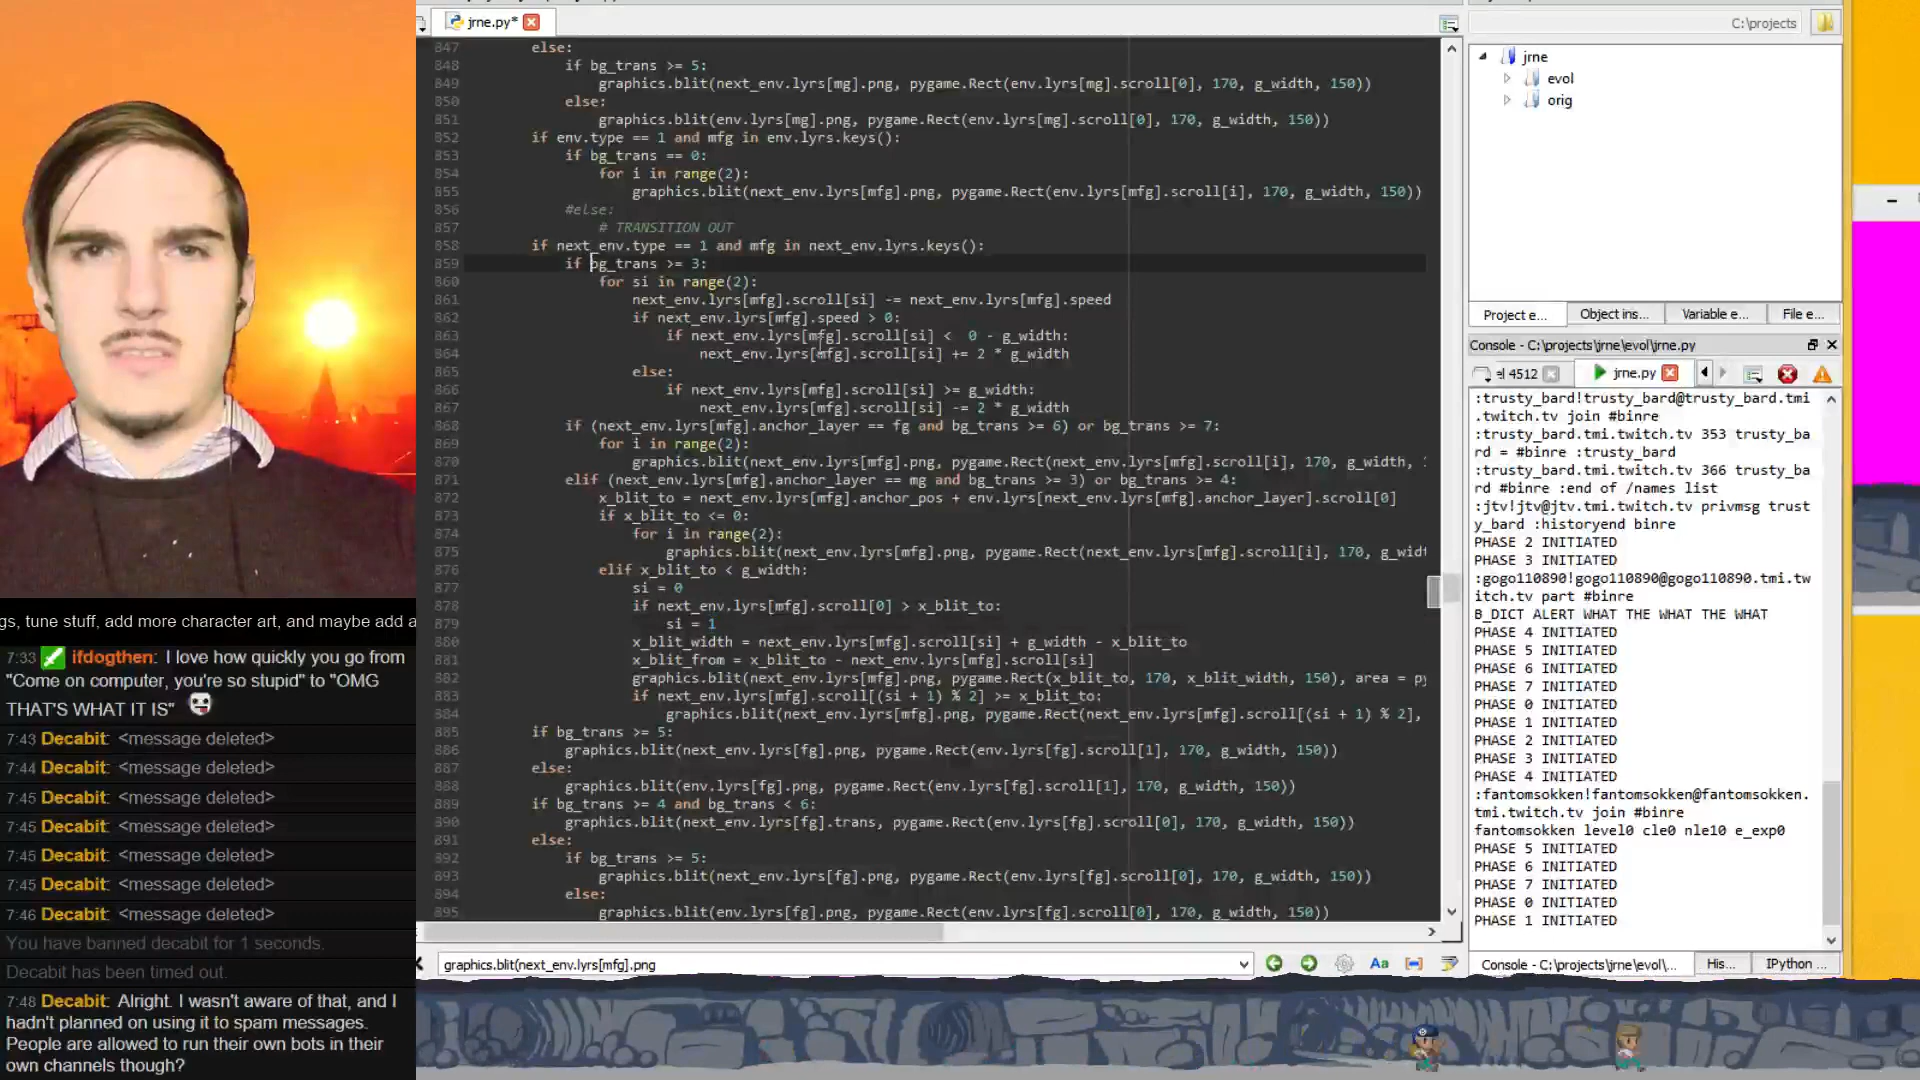 jrne.py*
C:\projects
847 else:
848 if bg_trans >= 5:
849 graphics.blit(next_env.lyrs[mg].png, pygame.Rect(env.lyrs[mg].scroll[0], 170, g_width, 150))
850 else:
851 graphics.blit(env.lyrs[mg].png, pygame.Rect(env.lyrs[mg].scroll[0], 170, g_width, 150))
852 if env.type == 1 and mfg in env.lyrs.keys():
853 if bg_trans == 0:
854 for i in range(2):
855 graphics.blit(next_env.lyrs[mfg].png, pygame.Rect(env.lyrs[mfg].scroll[i], 170, g_width, 150))
856 #else:
857 # TRANSITION OUT
858 if next_env.type == 1 and mfg in next_env.lyrs.keys():
859 if bg_trans >= 3:
860 for si in range(2):
861 next_env.lyrs[mfg].scroll[si] -= next_env.lyrs[mfg].speed
862 if next_env.lyrs[mfg].speed > 0:
863 if next_env.lyrs[mfg].scroll[si] < 0 - g_width:
864 next_env.lyrs[mfg].scroll[si] += 2 * g_width
865 else:
866 if next_env.lyrs[mfg].scroll[si] >= g_width:
867 next_env.lyrs[mfg].scroll[si] -= 2 * g_width
868 if (next_env.lyrs[mfg].anchor_layer == fg and bg_trans >= 6) or bg_trans >= 7:
869 for i in range(2):
870 graphics.blit(next_env.lyrs[mfg].png, pygame.Rect(next_env.lyrs[mfg].scroll[i], 170, g_width, 1
871 elif (next_env.lyrs[mfg].anchor_layer == mg and bg_trans >= 3) or bg_trans >= 4:
872 x_blit_to = next_env.lyrs[mfg].anchor_pos + env.lyrs[next_env.lyrs[mfg].anchor_layer].scroll[0]
873 if x_blit_to <= 0:
874 for i in range(2):
875 graphics.blit(next_env.lyrs[mfg].png, pygame.Rect(next_env.lyrs[mfg].scroll[i], 170, g_widt
876 elif x_blit_to < g_width:
877 si = 0
878 if next_env.lyrs[mfg].scroll[0] > x_blit_to:
879 si = 1
880 x_blit_width = next_env.lyrs[mfg].scroll[si] + g_width - x_blit_to
881 x_blit_from = x_blit_to - next_env.lyrs[mfg].scroll[si]
882 graphics.blit(next_env.lyrs[mfg].png, pygame.Rect(x_blit_to, 170, x_blit_width, 150), area = py
883 if next_env.lyrs[mfg].scroll[(si + 1) % 2] >= x_blit_to:
884 graphics.blit(next_env.lyrs[mfg].png, pygame.Rect(next_env.lyrs[mfg].scroll[(si + 1) % 2],
885 if bg_trans >= 5:
886 graphics.blit(next_env.lyrs[fg].png, pygame.Rect(env.lyrs[fg].scroll[1], 170, g_width, 150))
887 else:
888 graphics.blit(env.lyrs[fg].png, pygame.Rect(env.lyrs[fg].scroll[1], 170, g_width, 150))
889 if bg_trans >= 4 and bg_trans < 6:
890 graphics.blit(next_env.lyrs[fg].trans, pygame.Rect(env.lyrs[fg].scroll[0], 170, g_width, 150))
891 else:
892 if bg_trans >= 5:
893 graphics.blit(next_env.lyrs[fg].png, pygame.Rect(env.lyrs[fg].scroll[0], 170, g_width, 150))
894 else:
895 graphics.blit(env.lyrs[fg].png, pygame.Rect(env.lyrs[fg].scroll[0], 170, g_width, 150))
graphics.blit(next_env.lyrs[mfg].png
Aa
jrne
evol
orig
Project e... Object ins... Variable e... File e...
Console - C:\projects\jrne\evol\jrne.py
el 4512 jrne.py
:trusty_bard!trusty_bard@trusty_bard.tmi
.twitch.tv join #binre
:trusty_bard.tmi.twitch.tv 353 trusty_ba
rd = #binre :trusty_bard
:trusty_bard.tmi.twitch.tv 366 trusty_ba
rd #binre :end of /names list
:jtv!jtv@jtv.tmi.twitch.tv privmsg trust
y_bard :historyend binre
PHASE 2 INITIATED
PHASE 3 INITIATED
:gogo110890!gogo110890@gogo110890.tmi.tw
itch.tv part #binre
B_DICT ALERT WHAT THE WHAT THE WHAT
PHASE 4 INITIATED
PHASE 5 INITIATED
PHASE 6 INITIATED
PHASE 7 INITIATED
PHASE 0 INITIATED
PHASE 1 INITIATED
PHASE 2 INITIATED
PHASE 3 INITIATED
PHASE 4 INITIATED
:fantomsokken!fantomsokken@fantomsokken.
tmi.twitch.tv join #binre
fantomsokken level0 cle0 nle10 e_exp0
PHASE 5 INITIATED
PHASE 6 INITIATED
PHASE 7 INITIATED
PHASE 0 INITIATED
PHASE 1 INITIATED
Console - C:\projects\jrne\evol\... His... IPython ...
gs, tune stuff, add more character art, and maybe add a
7:33 ifdogthen: I love how quickly you go from
"Come on computer, you're so stupid" to "OMG
THAT'S WHAT IT IS"
7:43 Decabit: <message deleted>
7:44 Decabit: <message deleted>
7:45 Decabit: <message deleted>
7:45 Decabit: <message deleted>
7:45 Decabit: <message deleted>
7:45 Decabit: <message deleted>
7:46 Decabit: <message deleted>
You have banned decabit for 1 seconds.
Decabit has been timed out.
7:48 Decabit: Alright. I wasn't aware of that, and I
hadn't planned on using it to spam messages.
People are allowed to run their own bots in their
own channels though?